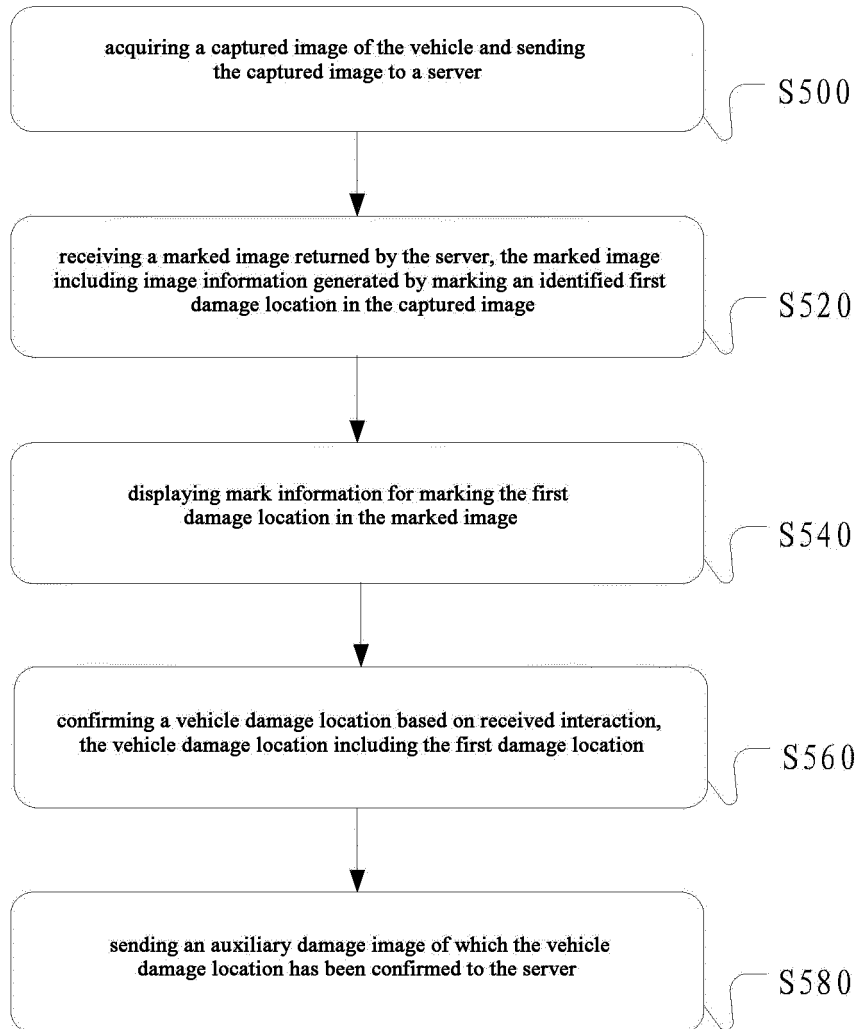 acquiring a captured image of the vehicle and sending
the captured image to a server
S500
receiving a marked image returned by the server, the marked image
including image information generated by marking an identified first
damage location in the captured image
S520
displaying mark information for marking the first
damage location in the marked image
S540
confirming a vehicle damage location based on received interaction,
the vehicle damage location including the first damage location
S560
sending an auxiliary damage image of which the vehicle
damage location has been confirmed to the server
S580